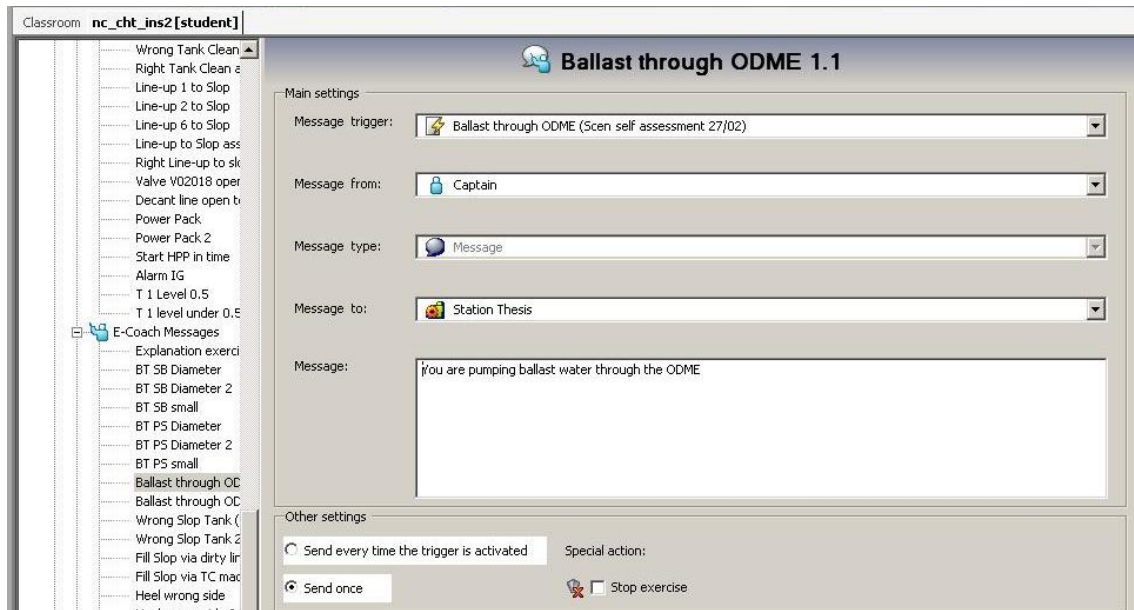 Classroom nc_cht_ins2[student]
Wrong Tank Clean
Right Tank Clean a
Line-up 1 to Slop
Line-up 2 to Slop
Line-up 6 to Slop
Line-up to Slop ass
Right Line-up to slo
Valve V02018 oper
Decant line open to
Power Pack
Power Pack 2
Start HPP in time
Alarm IG
T 1 Level 0.5
T 1 level under 0.5
E-Coach Messages
Explanation exerci
BT SB Diameter
BT SB Diameter 2
BT SB small
BT PS Diameter
BT PS Diameter 2
BT PS small
Ballast through OD
Ballast through OD
Wrong Slop Tank (
Wrong Slop Tank 2
Fill Slop via dirty lin
Fill Slop via TC mac
Heel wrong side
Ballast through ODME 1.1
Main settings
Message trigger: Ballast through ODME (Scen self assessment 27/02)
Message from: Captain
Message type: Message
Message to: Station Thesis
Message: You are pumping ballast water through the ODME
Other settings
Send every time the trigger is activated Special action:
Send once Stop exercise